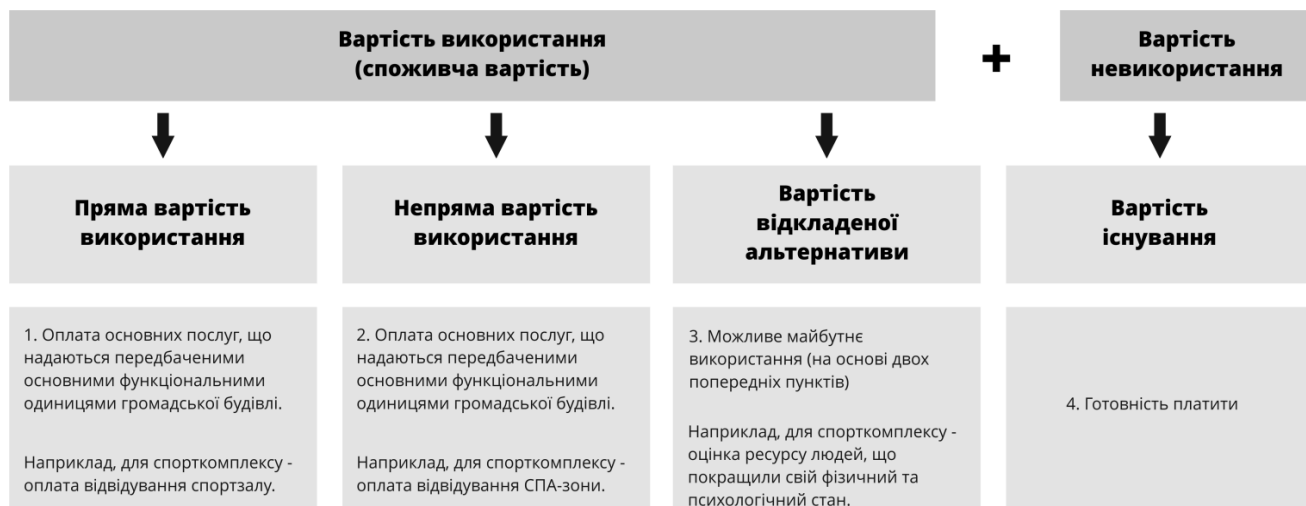 Вартість використання
(споживча вартість)
+
Вартість
невикористання
Пряма вартість
використання
Непряма вартість
використання
Вартість
відкладеної
альтернативи
Вартість
існування
1. Оплата основних послуг, що
надаються передбаченими
основними функціональними
одиницями громадської будівлі.
Наприклад, для спорткомплексу -
оплата відвідування спортзалу.
2. Оплата основних послуг, що
надаються передбаченими
основними функціональними
одиницями громадської будівлі.
Наприклад, для спорткомплексу -
оплата відвідування СПА-зони.
3. Можливе майбутнє
використання (на основі двох
попередніх пунктів)
Наприклад, для спорткомплексу -
оцінка ресурсу людей, що
покращили свій фізичний та
психологічний стан.
4. Готовність платити